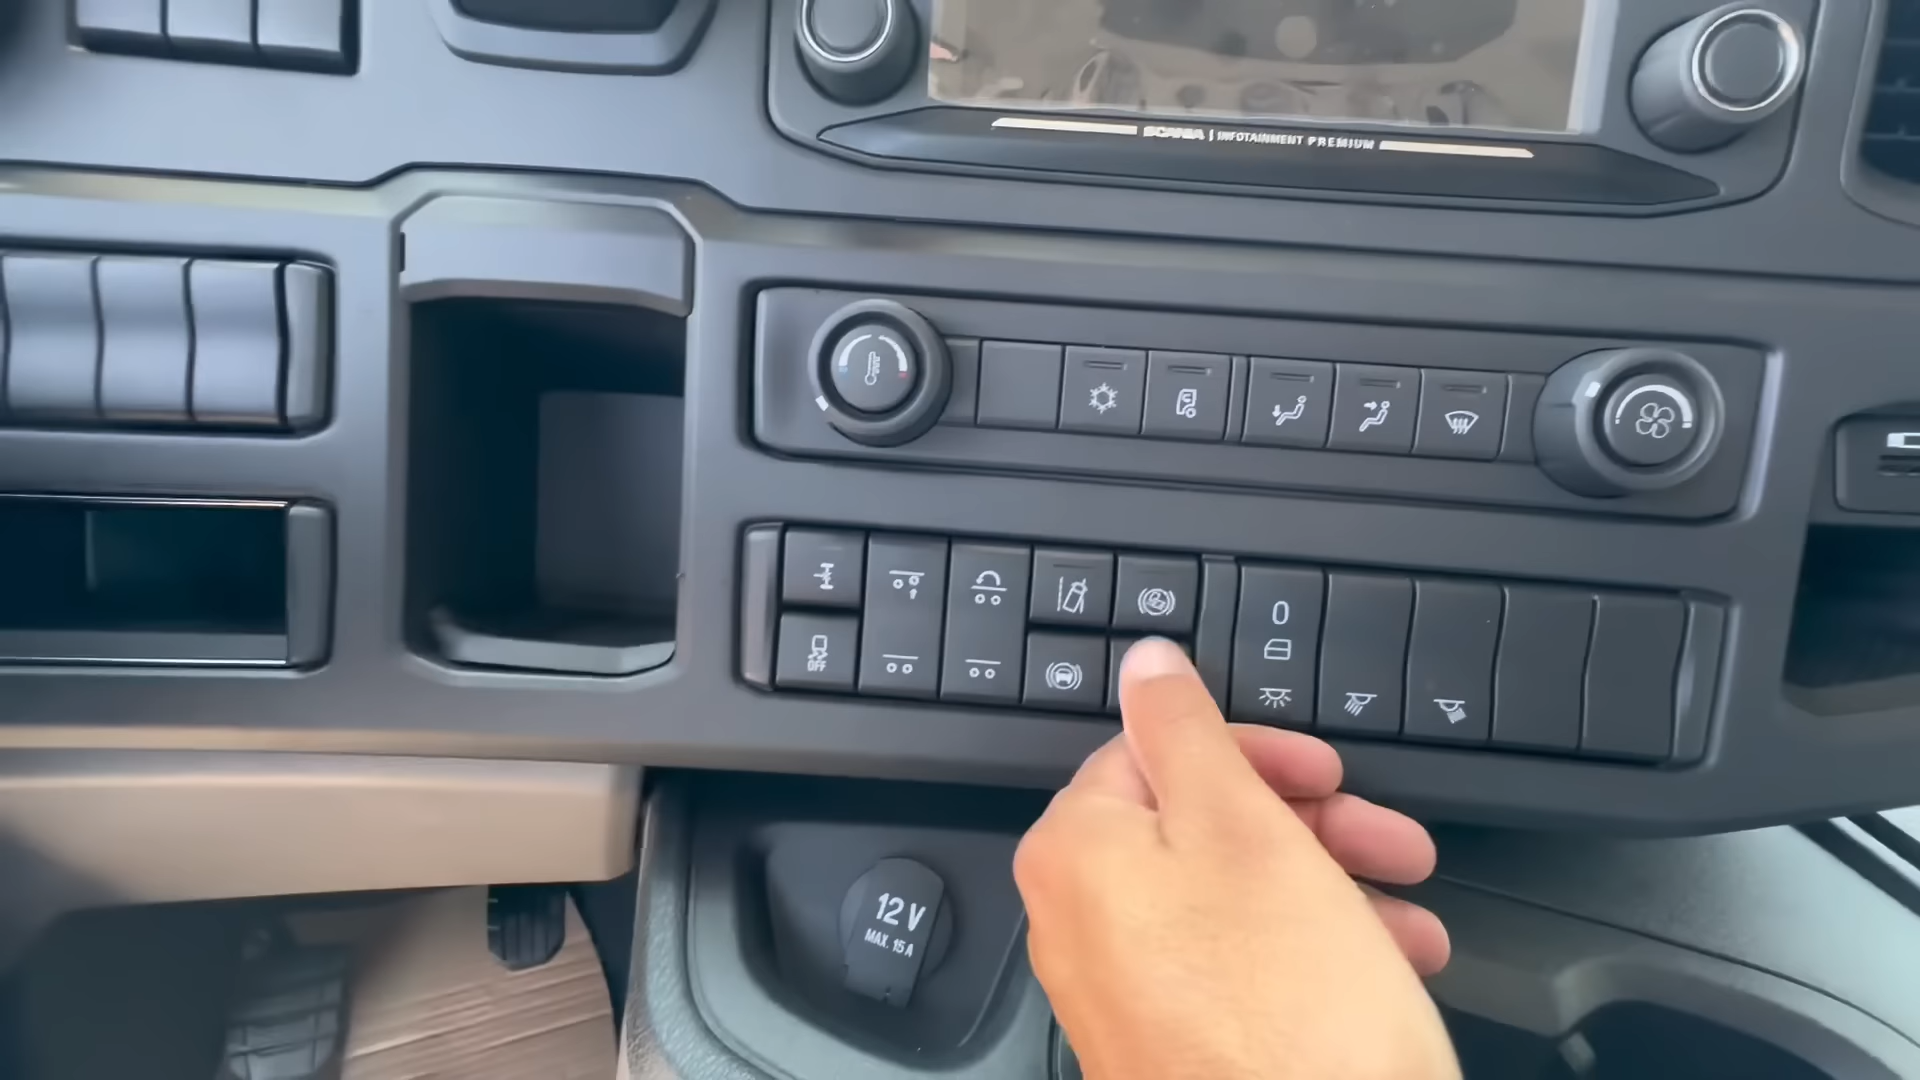 SCANIA | INFOTAINMENT PREMIUM
OFF
0
12 V
MAX. 15 A